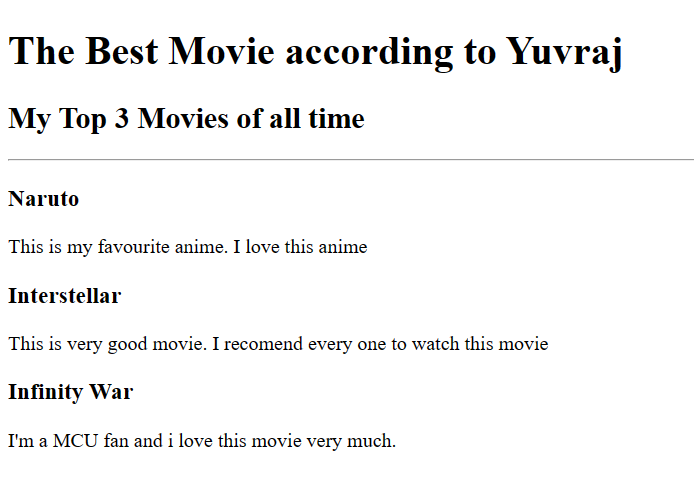 The Best Movie according to Yuvraj
My Top 3 Movies of all time
Naruto
This is my favourite anime. I love this anime
Interstellar
This is very good movie. I recomend every one to watch this movie
Infinity War
I'm a MCU fan and i love this movie very much.